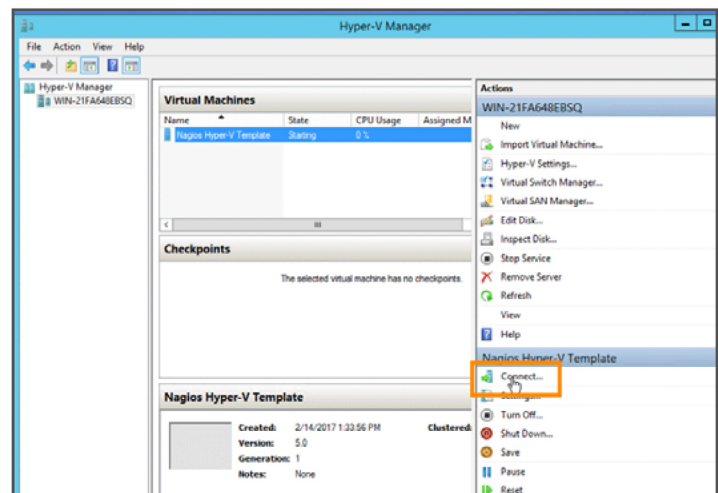 Hyper-V Manager
File Action View Help
Hyper-V Manager
WIN-21FA648EBSQ
Virtual Machines
Name State CPU Usage Assigned M
Nagios Hyper-V Template Starting 0 %
Checkpoints
The selected virtual machine has no checkpoints.
Nagios Hyper-V Temp
Created: 2/14/2017 1:33:56 PM Clustered:
Version: 5.0
Generation: 1
Notes: None
Actions
WIN-21FA648EBSQ
New
Import Virtual Machine...
Hyper-V Settings...
Virtual Switch Manager...
Virtual SAN Manager...
Edit Disk...
Inspect Disk...
Stop Service
Remove Server
Refresh
View
Help
Nagios Hyper-V Template
Connect...
Settings...
Turn Off...
Shut Down...
Save
Pause
Reset